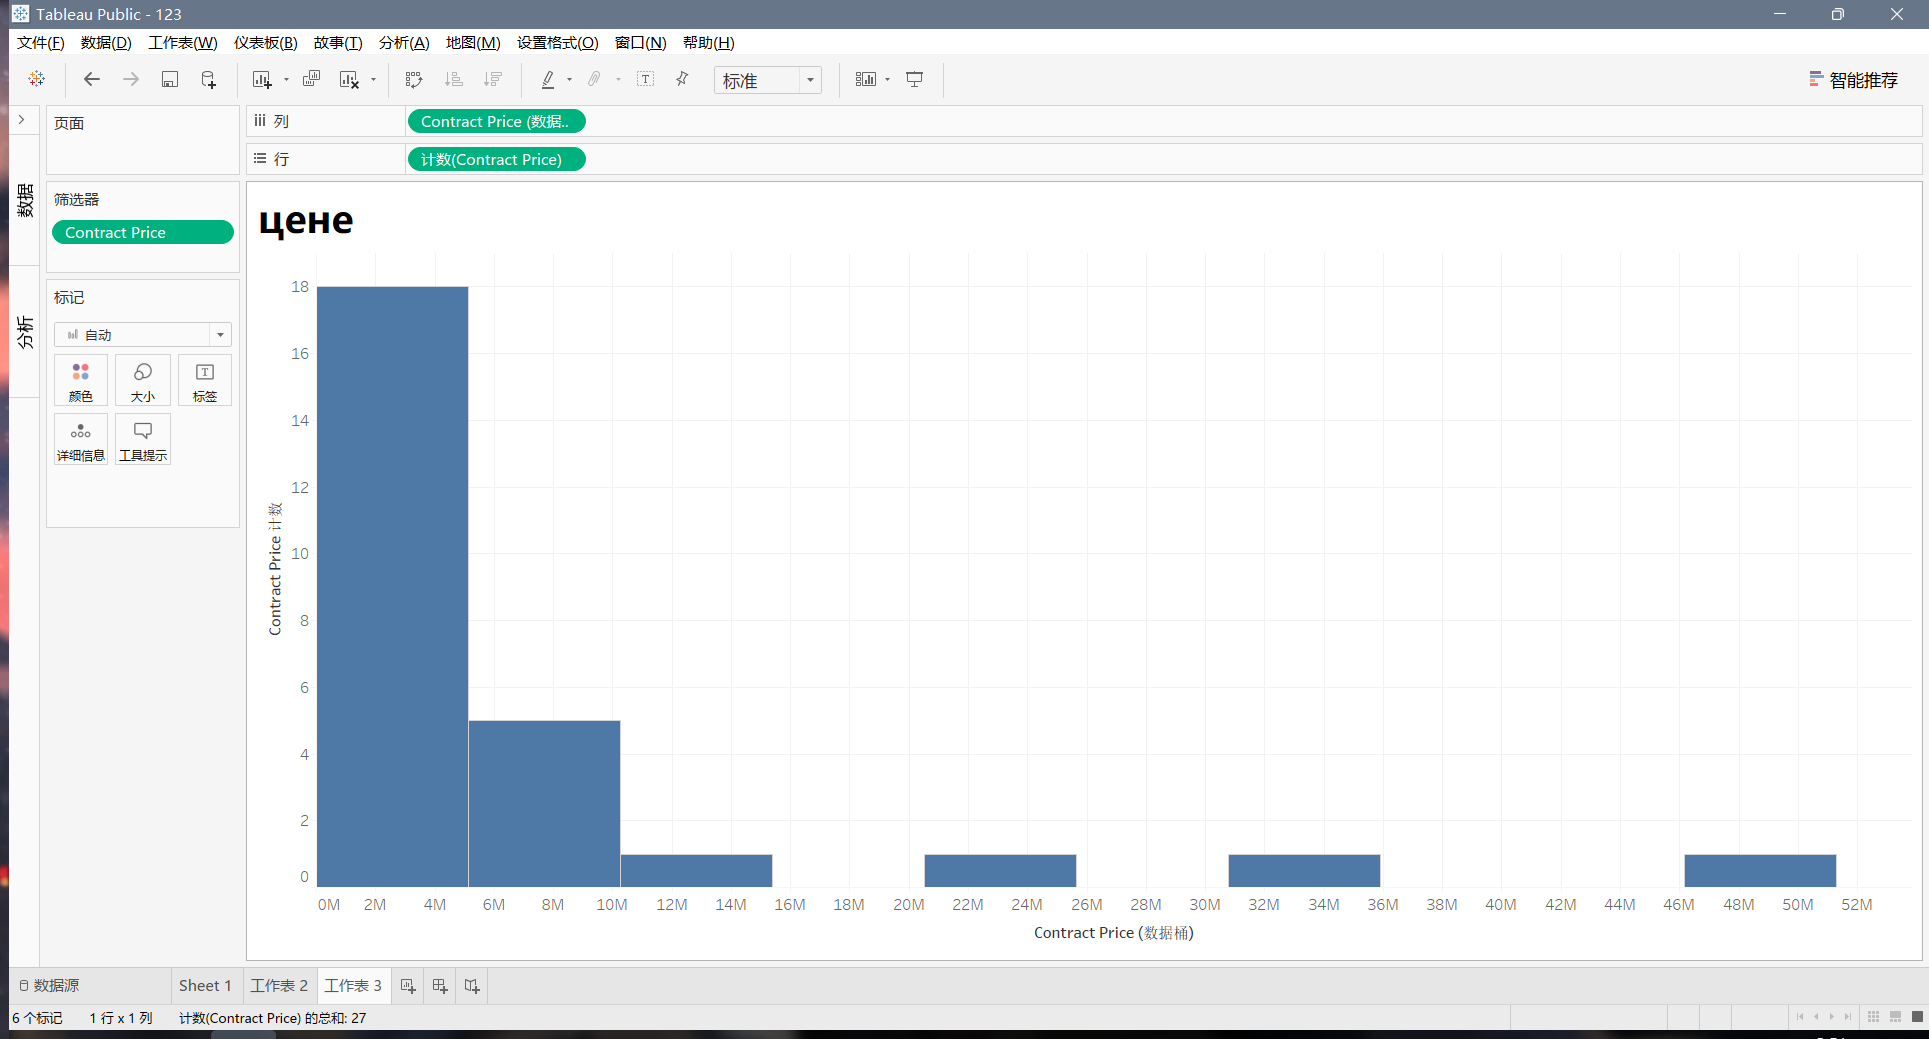 Tableau Public - 123
文件(F) 数据(D) 工作表(W) 仪表板(B) 故事(T) 分析(A) 地图(M) 设置格式(O) 窗口(N) 帮助(H)
标准
智能推荐
数据
分析
页面
筛选器
Contract Price
标记
自动
颜色 大小 标签
详细信息 工具提示
列 Contract Price (数据..
行 计数(Contract Price)
цене
Contract Price 计数
18
16
14
12
10
8
6
4
2
0
0M 2M 4M 6M 8M 10M 12M 14M 16M 18M 20M 22M 24M 26M 28M 30M 32M 34M 36M 38M 40M 42M 44M 46M 48M 50M 52M
Contract Price (数据桶)
数据源 Sheet 1 工作表 2 工作表 3
6 个标记 1 行 x 1 列 计数(Contract Price) 的总和: 27